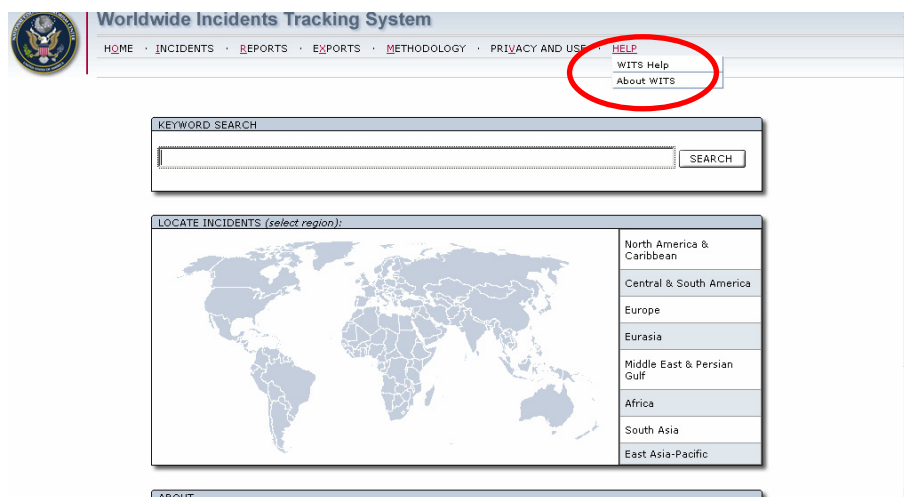 Worldwide Incidents Tracking System
HOME · INCIDENTS · REPORTS · EXPORTS · METHODOLOGY · PRIVACY AND USE · HELP
WITS Help
About WITS
KEYWORD SEARCH
SEARCH
LOCATE INCIDENTS (select region):
North America &
Caribbean
Central & South America
Europe
Eurasia
Middle East & Persian
Gulf
Africa
South Asia
East Asia-Pacific
ABOUT